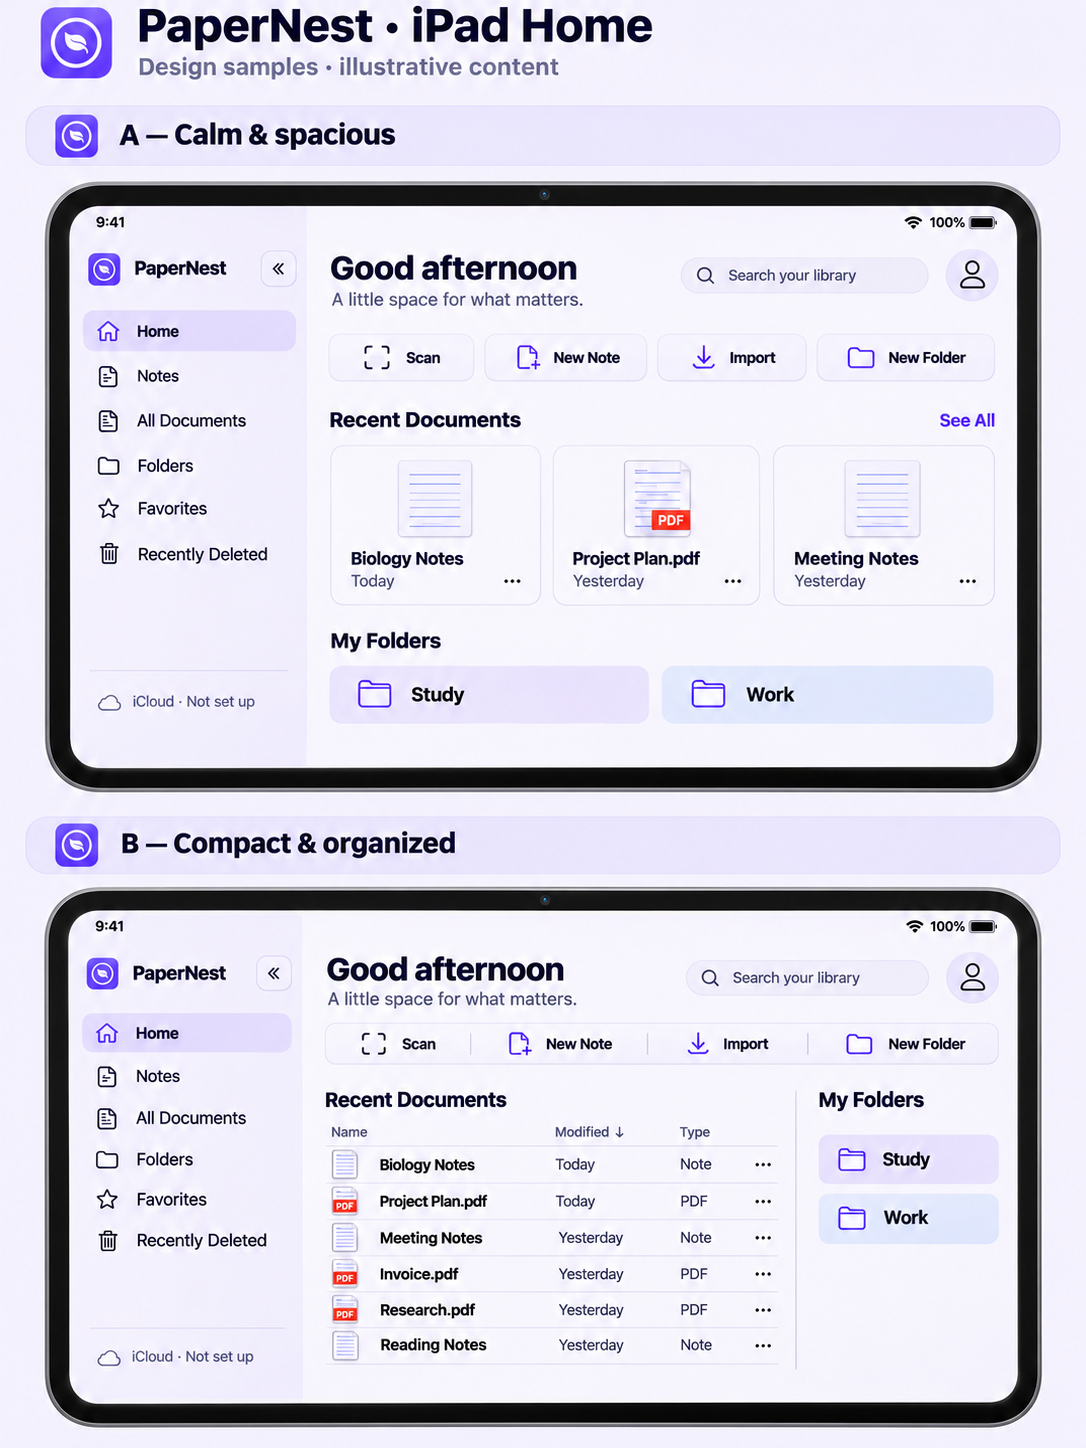 PaperNest • iPad Home
Design samples • illustrative content
A — Calm & spacious
9:41
100%
PaperNest
Home
Notes
All Documents
Folders
Favorites
Recently Deleted
iCloud · Not set up
Good afternoon
A little space for what matters.
Search your library
Scan
New Note
Import
New Folder
Recent Documents
See All
PDF
Biology Notes
Today
Project Plan.pdf
Yesterday
Meeting Notes
Yesterday
My Folders
Study
Work
B — Compact & organized
9:41
100%
PaperNest
Home
Notes
All Documents
Folders
Favorites
Recently Deleted
iCloud · Not set up
Good afternoon
A little space for what matters.
Search your library
Scan
New Note
Import
New Folder
Recent Documents
Name Modified ↓ Type
Biology Notes Today Note
PDF Project Plan.pdf Today PDF
Meeting Notes Yesterday Note
PDF Invoice.pdf Yesterday PDF
PDF Research.pdf Yesterday PDF
Reading Notes Yesterday Note
My Folders
Study
Work